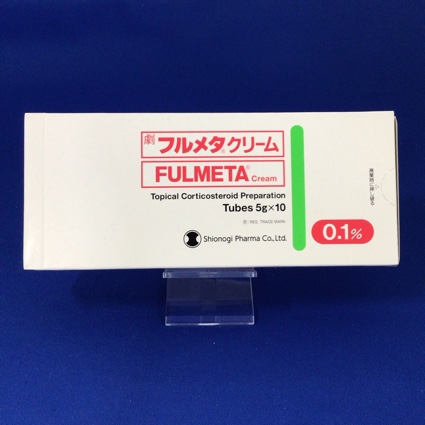 劇 フルメタ®クリーム
FULMETA® Cream
Topical Corticosteroid Preparation
Tubes 5g×10
Ⓡ: REG. TRADE MARK
Shionogi Pharma Co., Ltd.
0.1%